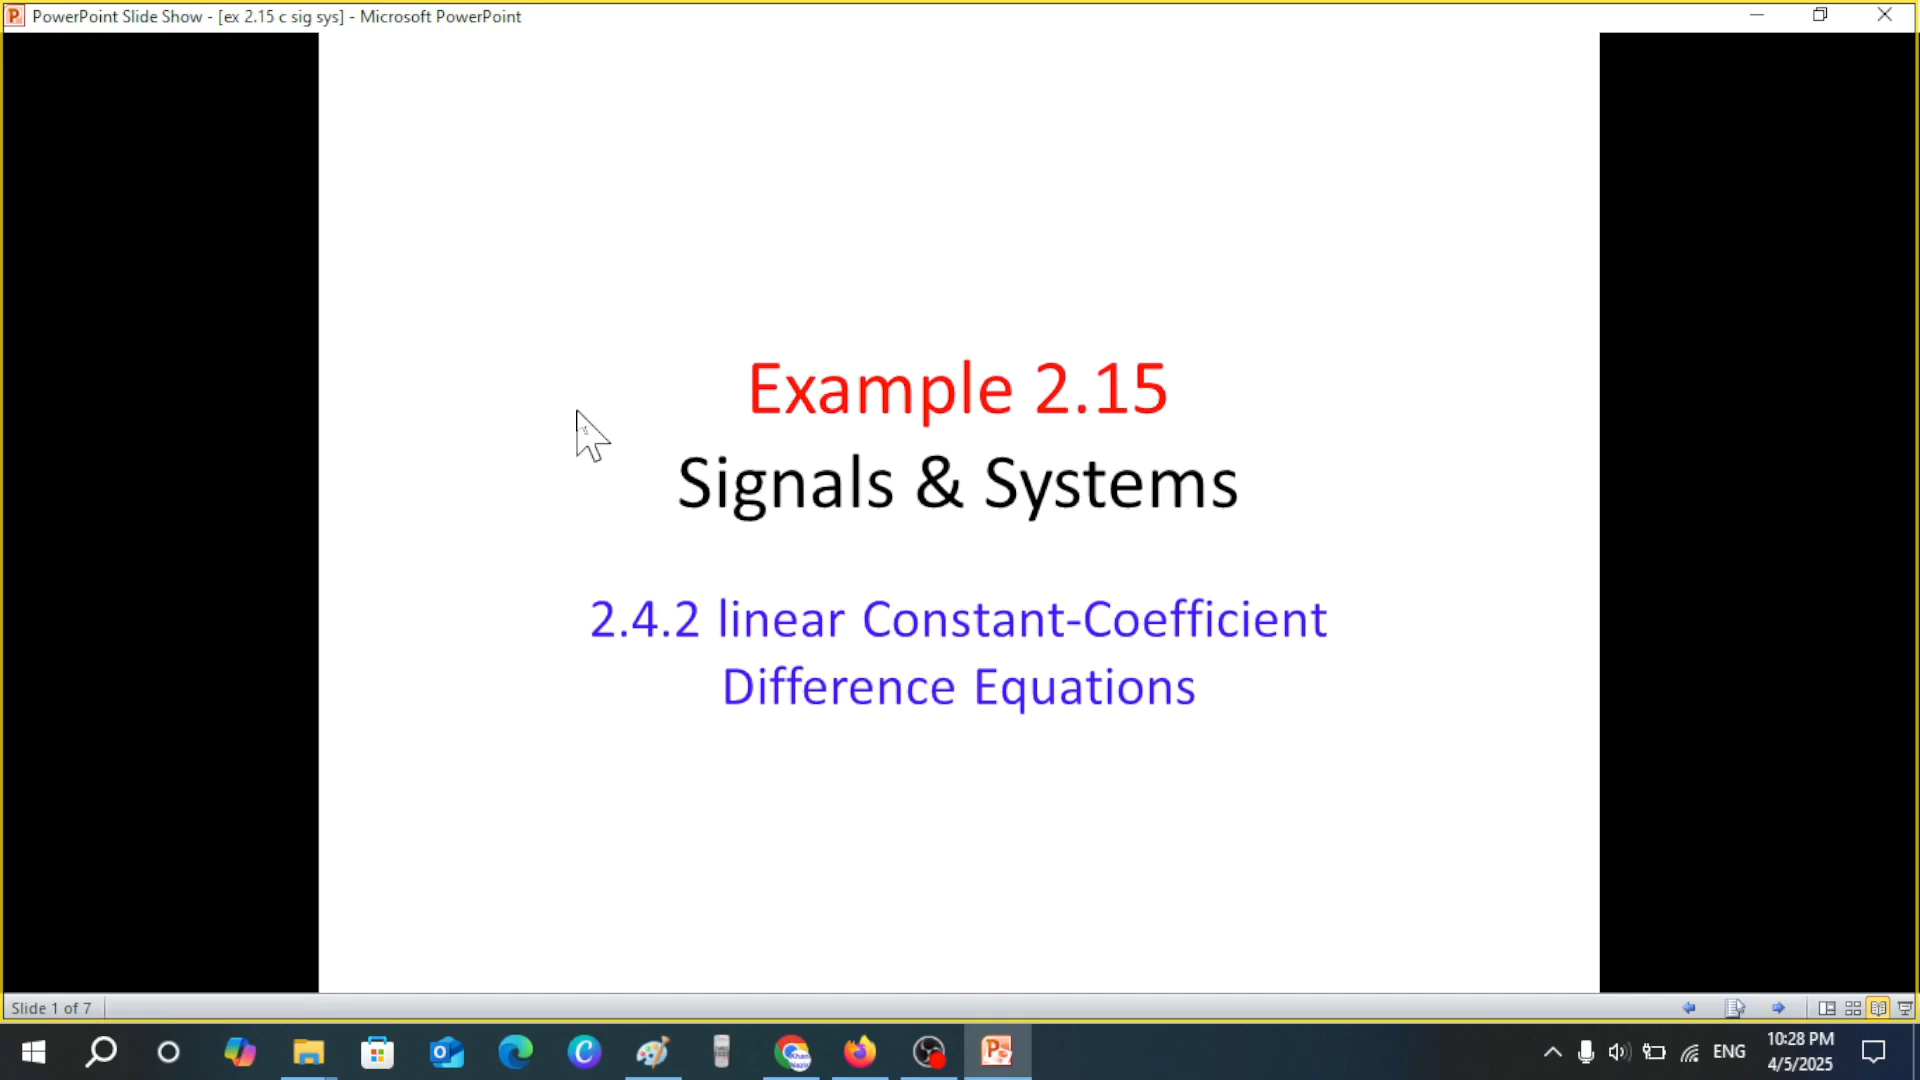 PowerPoint Slide Show - [ex 2.15 c sig sys] - Microsoft PowerPoint
Example 2.15
Signals & Systems
2.4.2 linear Constant-Coefficient
Difference Equations
Slide 1 of 7
ENG
10:28 PM
4/5/2025